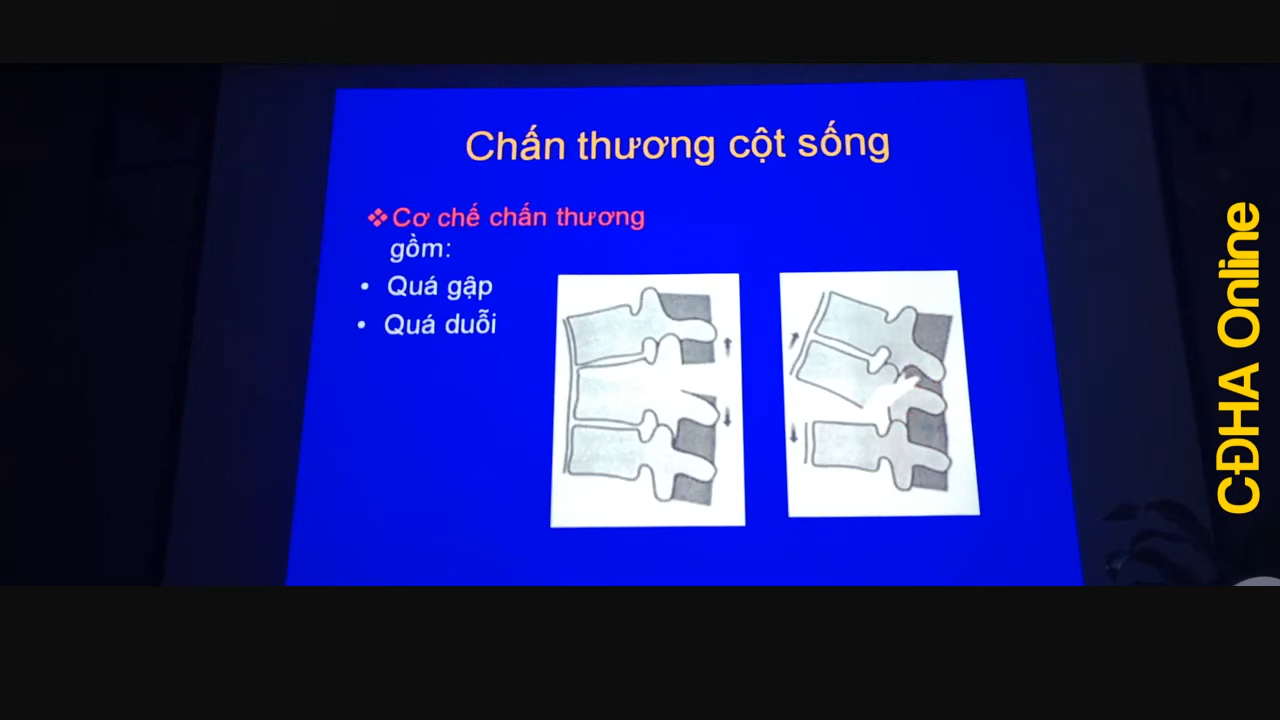 Chấn thương cột sống
❖ Cơ chế chấn thương
gồm:
• Quá gập
• Quá duỗi
CĐHA Online